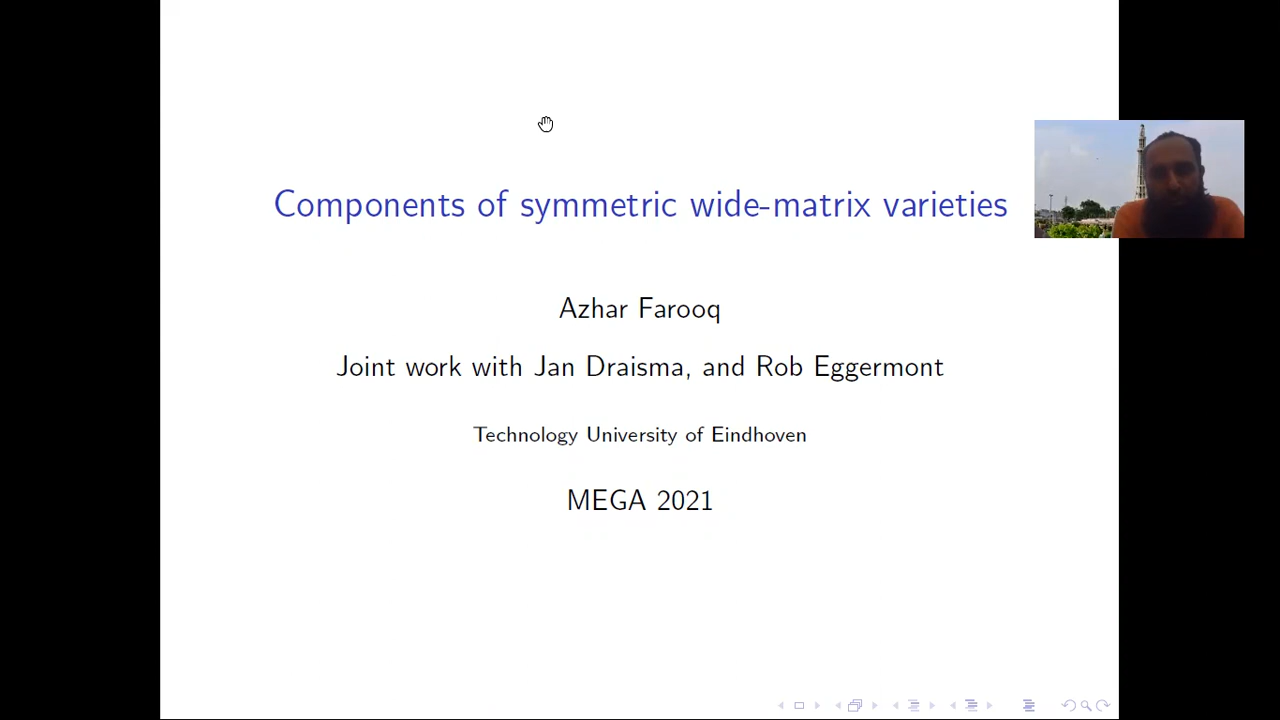 Components of symmetric wide-matrix varieties
Azhar Farooq
Joint work with Jan Draisma, and Rob Eggermont
Technology University of Eindhoven
MEGA 2021